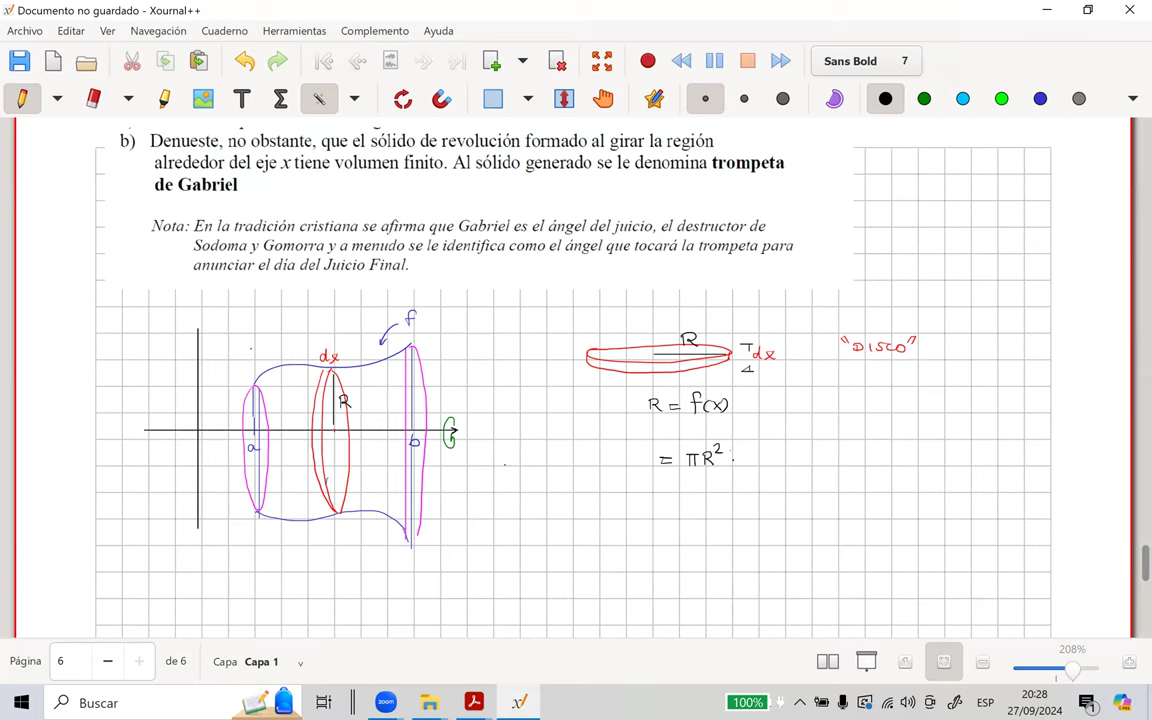 Documento no guardado - Xournal++
Archivo Editar Ver Navegación Cuaderno Herramientas Complemento Ayuda
Sans Bold 7
b) Denueste, no obstante, que el sólido de revolución formado al girar la región
alrededor del eje x tiene volumen finito. Al sólido generado se le denomina trompeta
de Gabriel
Nota: En la tradición cristiana se afirma que Gabriel es el ángel del juicio, el destructor de
Sodoma y Gomorra y a menudo se le identifica como el ángel que tocará la trompeta para
anunciar el día del Juicio Final.
f
dx
R
a
b
R
dx
"DISCO"
R = f(x)
= πR²
Página 6 de 6 Capa Capa 1
208%
Buscar
zoom
100%
ESP
20:28
27/09/2024
1